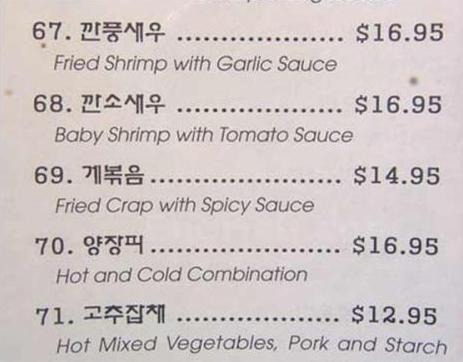 67. 깐풍새우 .................... $16.95
Fried Shrimp with Garlic Sauce
68. 깐소새우 .................... $16.95
Baby Shrimp with Tomato Sauce
69. 게볶음 ....................... $14.95
Fried Crap with Spicy Sauce
70. 양장피 ....................... $16.95
Hot and Cold Combination
71. 고추잡채 .................... $12.95
Hot Mixed Vegetables, Pork and Starch